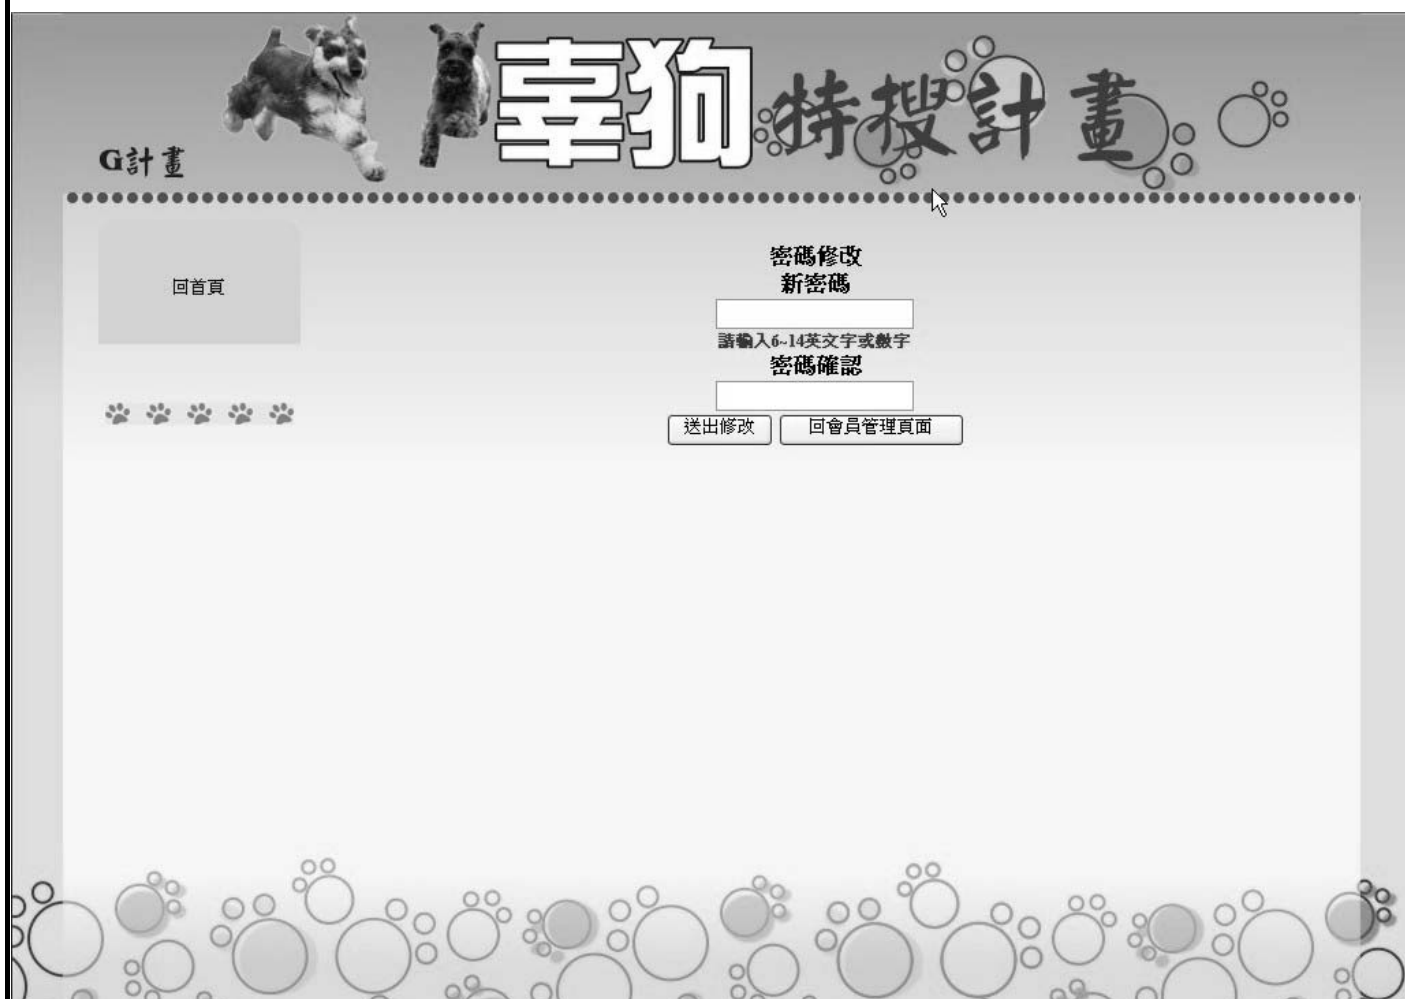 辜狗特搜計畫
G計畫
回首頁
密碼修改
新密碼
請輸入6~14英文字或數字
密碼確認
送出修改 回會員管理頁面